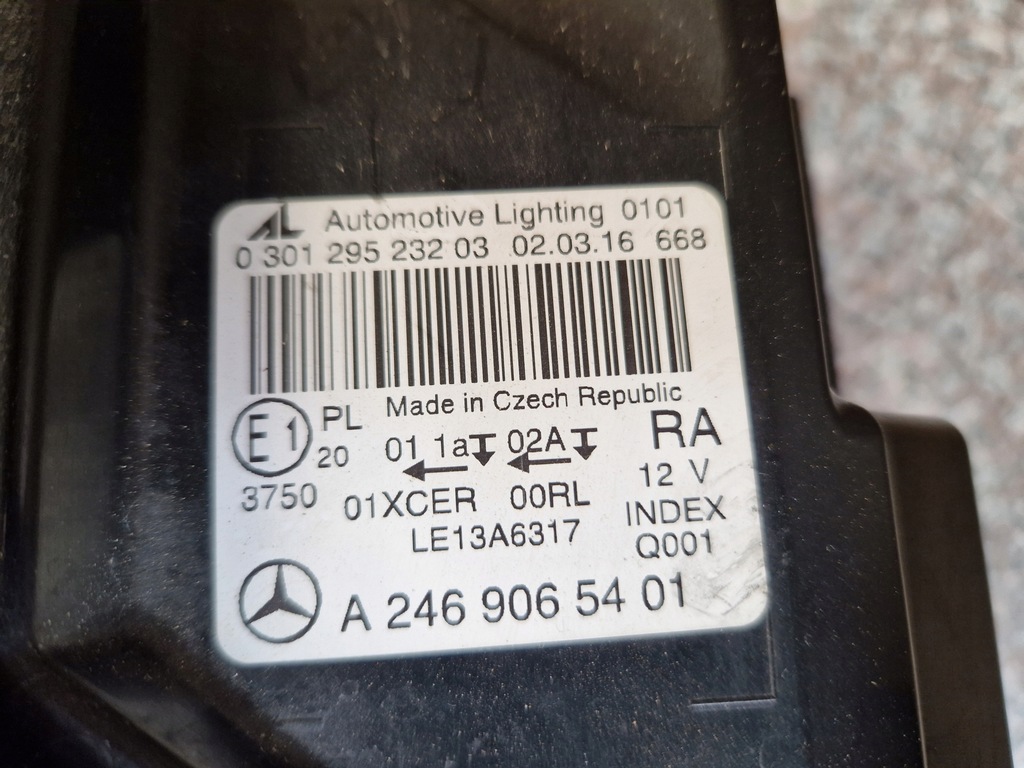 AL Automotive Lighting 0101
0 301 295 232 03 02.03.16 668
Made in Czech Republic
E1 PL 01 1a 02A RA
20 12 V
3750 01XCER 00RL INDEX
LE13A6317 Q001
A 246 906 54 01